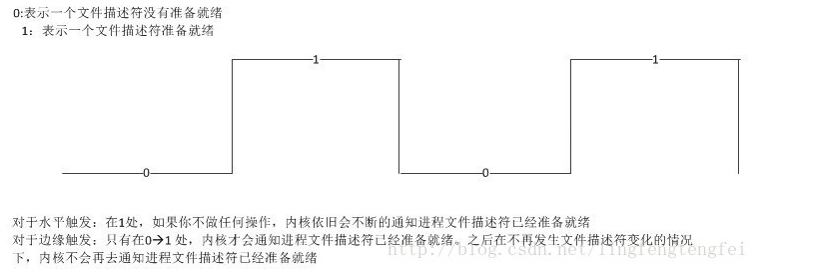 0:表示一个文件描述符没有准备就绪
1：表示一个文件描述符准备就绪
1
1
0
0
对于水平触发：在1处，如果你不做任何操作，内核依旧会不断的通知进程文件描述符已经准备就绪
对于边缘触发：只有在0→1 处，内核才会通知进程文件描述符已经准备就绪。之后在不再发生文件描述符变化的情况
下，内核不会再去通知进程文件描述符已经准备就绪
http://blog.csdn.net/lingfengtengfei